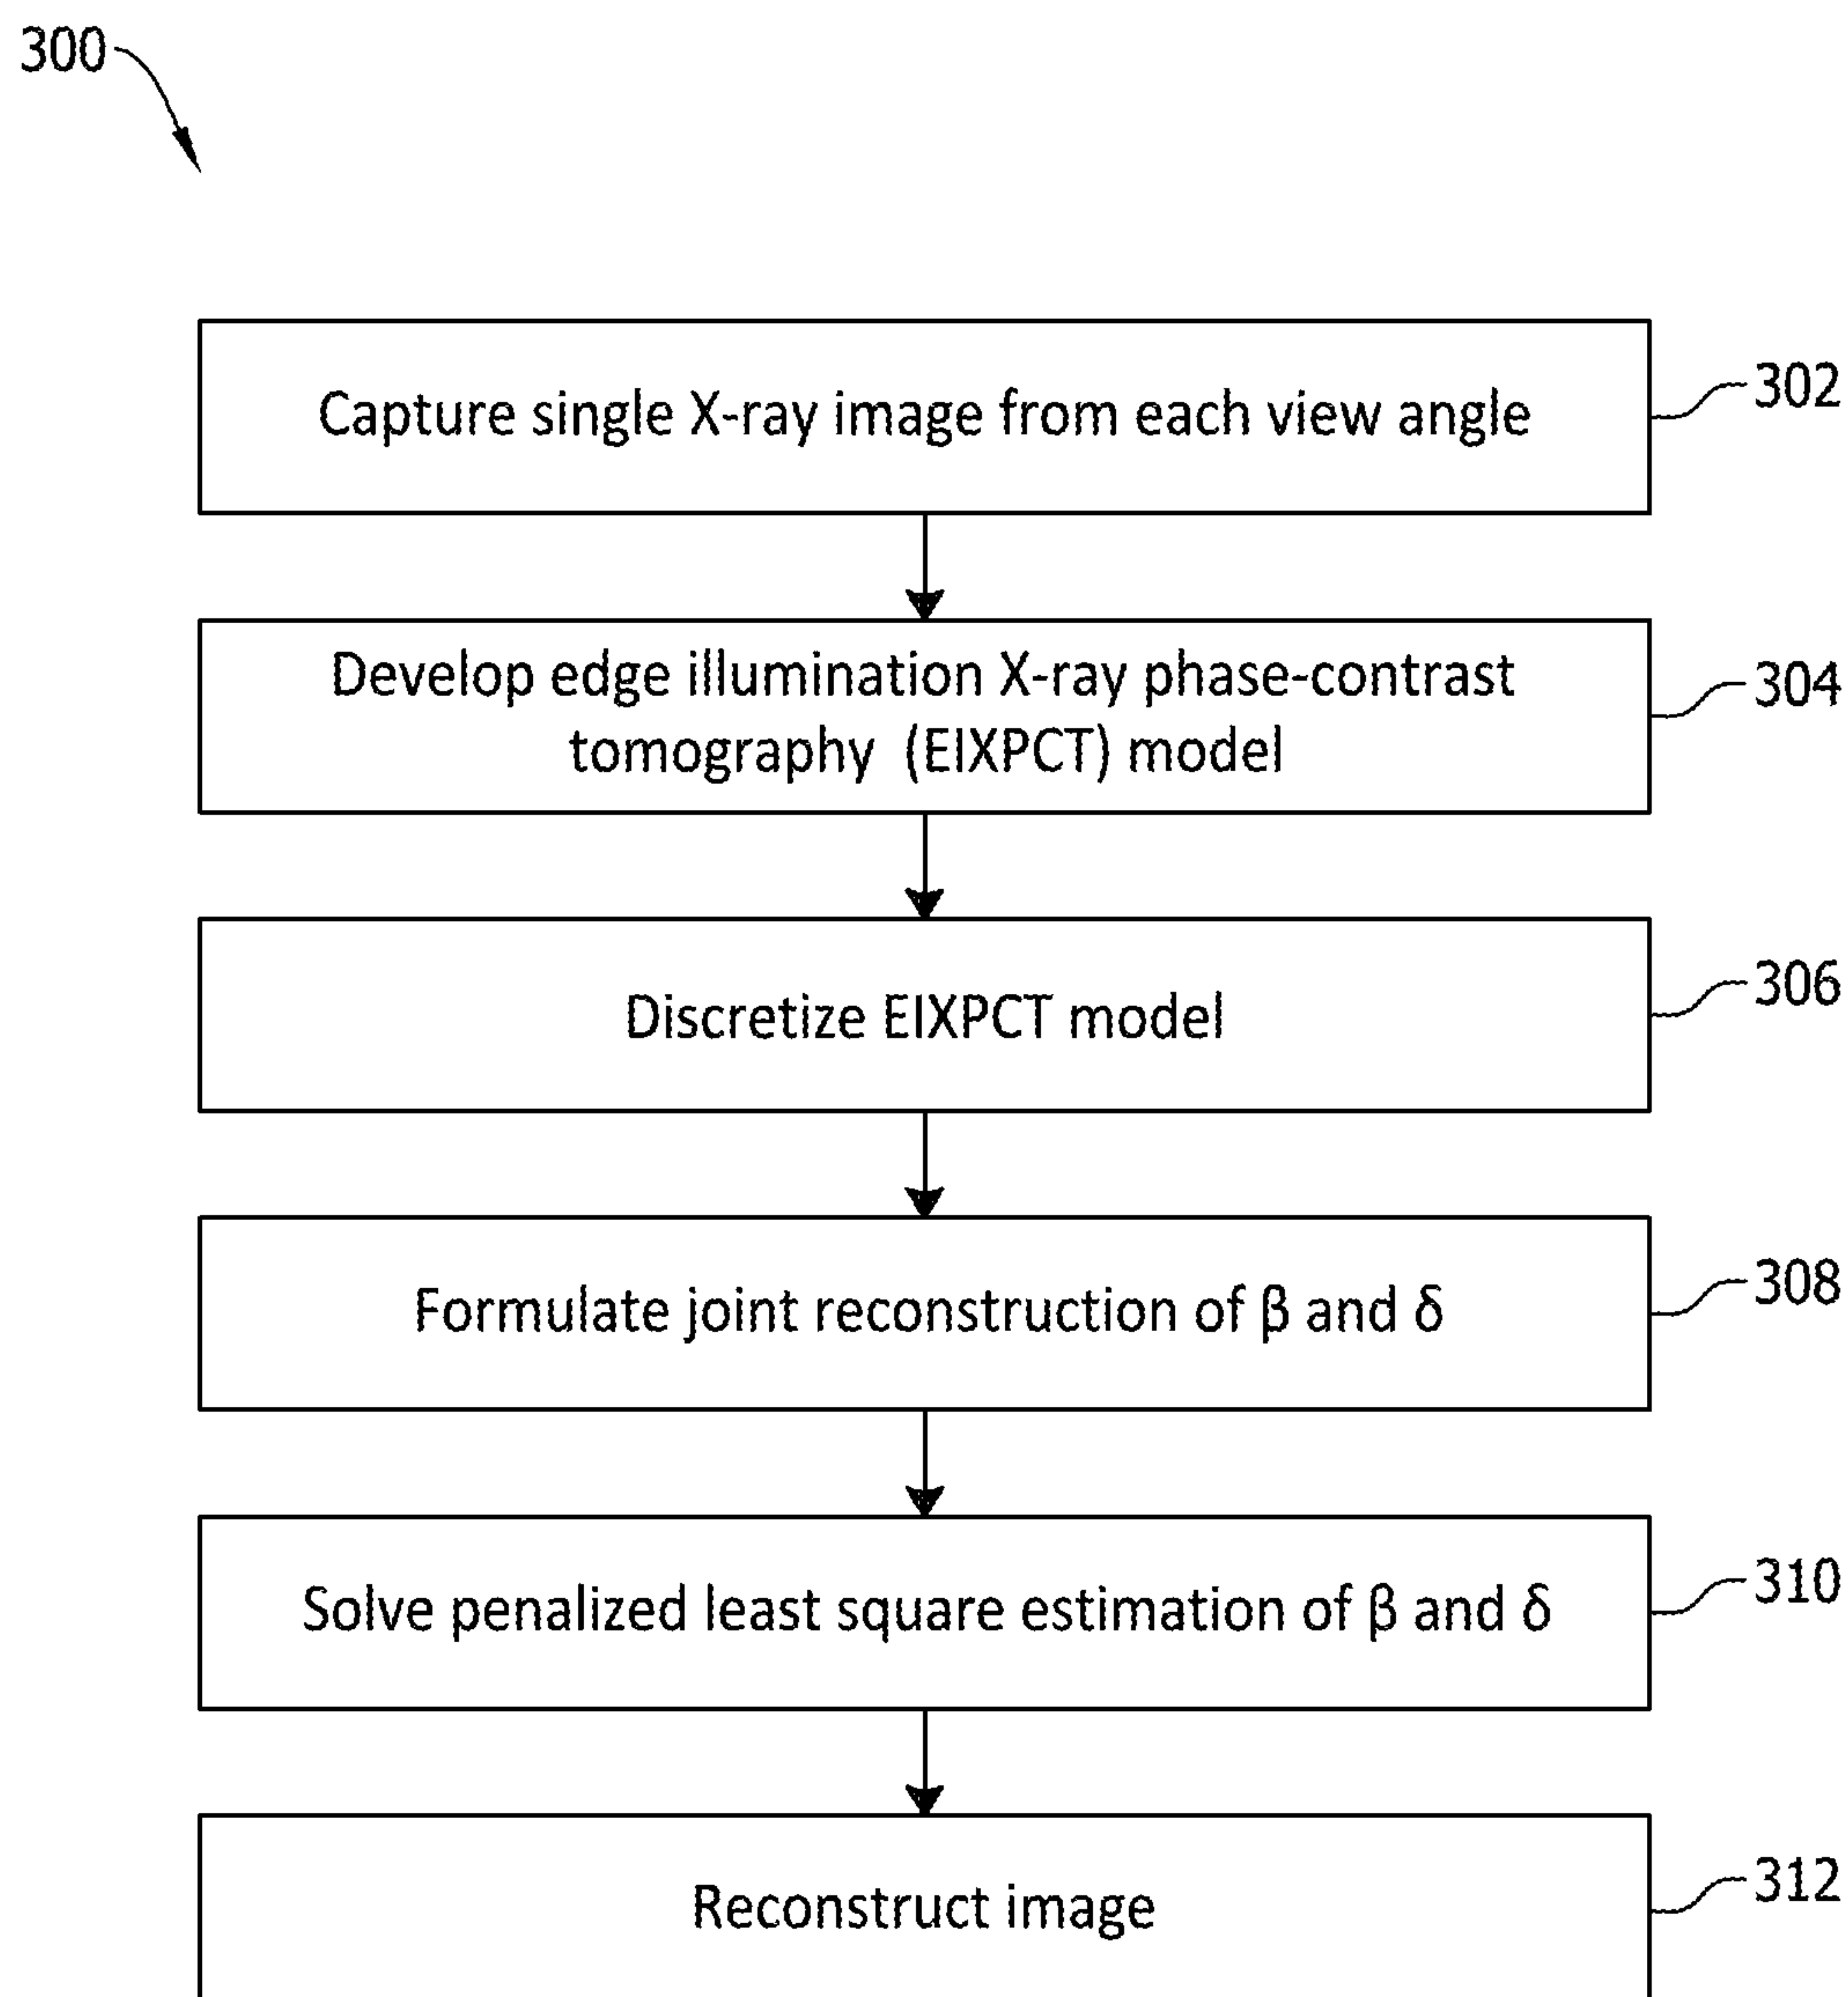 300
Capture single X-ray image from each view angle
302
Develop edge illumination X-ray phase-contrast
tomography (EIXPCT) model
304
Discretize EIXPCT model
306
Formulate joint reconstruction of β and δ
308
Solve penalized least square estimation of β and δ
310
Reconstruct image
312